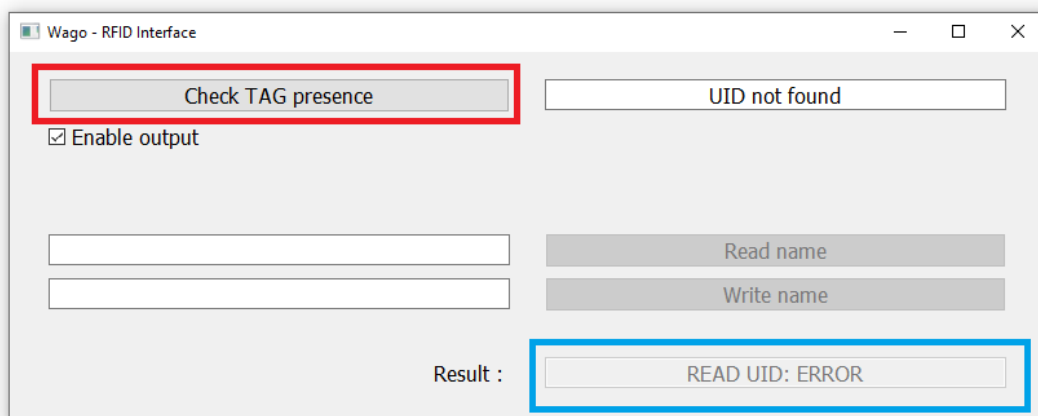 Wago - RFID Interface
Check TAG presence
UID not found
Enable output
Read name
Write name
Result :
READ UID: ERROR